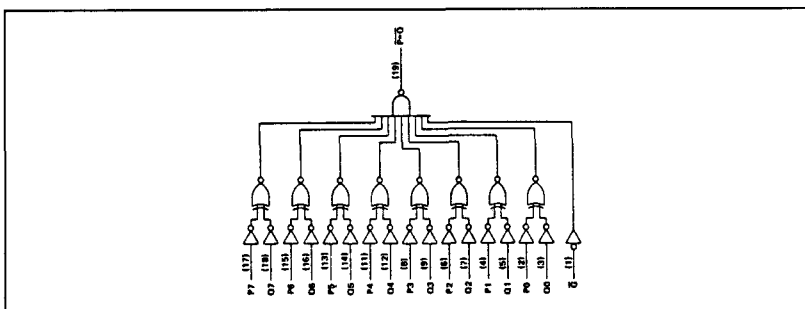 P=Q (19)
P7 (17)
Q7 (18)
P6 (15)
Q6 (16)
P5 (13)
Q5 (14)
P4 (11)
Q4 (12)
P3 (8)
Q3 (9)
P2 (6)
Q2 (7)
P1 (4)
Q1 (5)
P0 (2)
Q0 (3)
G (1)